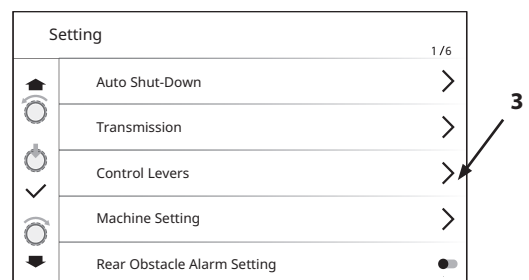 Setting
1/6
Auto Shut-Down
3
Transmission
Control Levers
Machine Setting
Rear Obstacle Alarm Setting